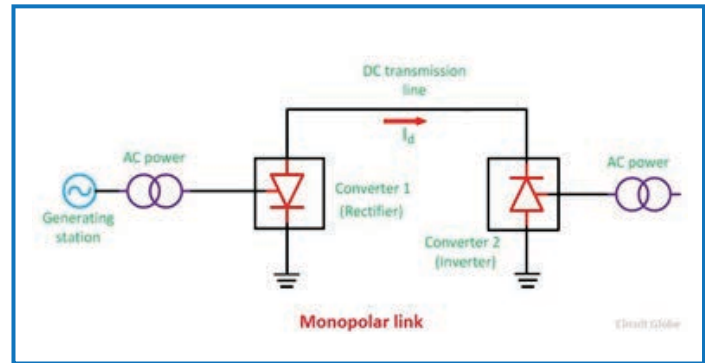 DC transmission
line
I_d
AC power
AC power
Generating
station
Converter 1
(Rectifier)
Converter 2
(Inverter)
Monopolar link
Circuit Globe